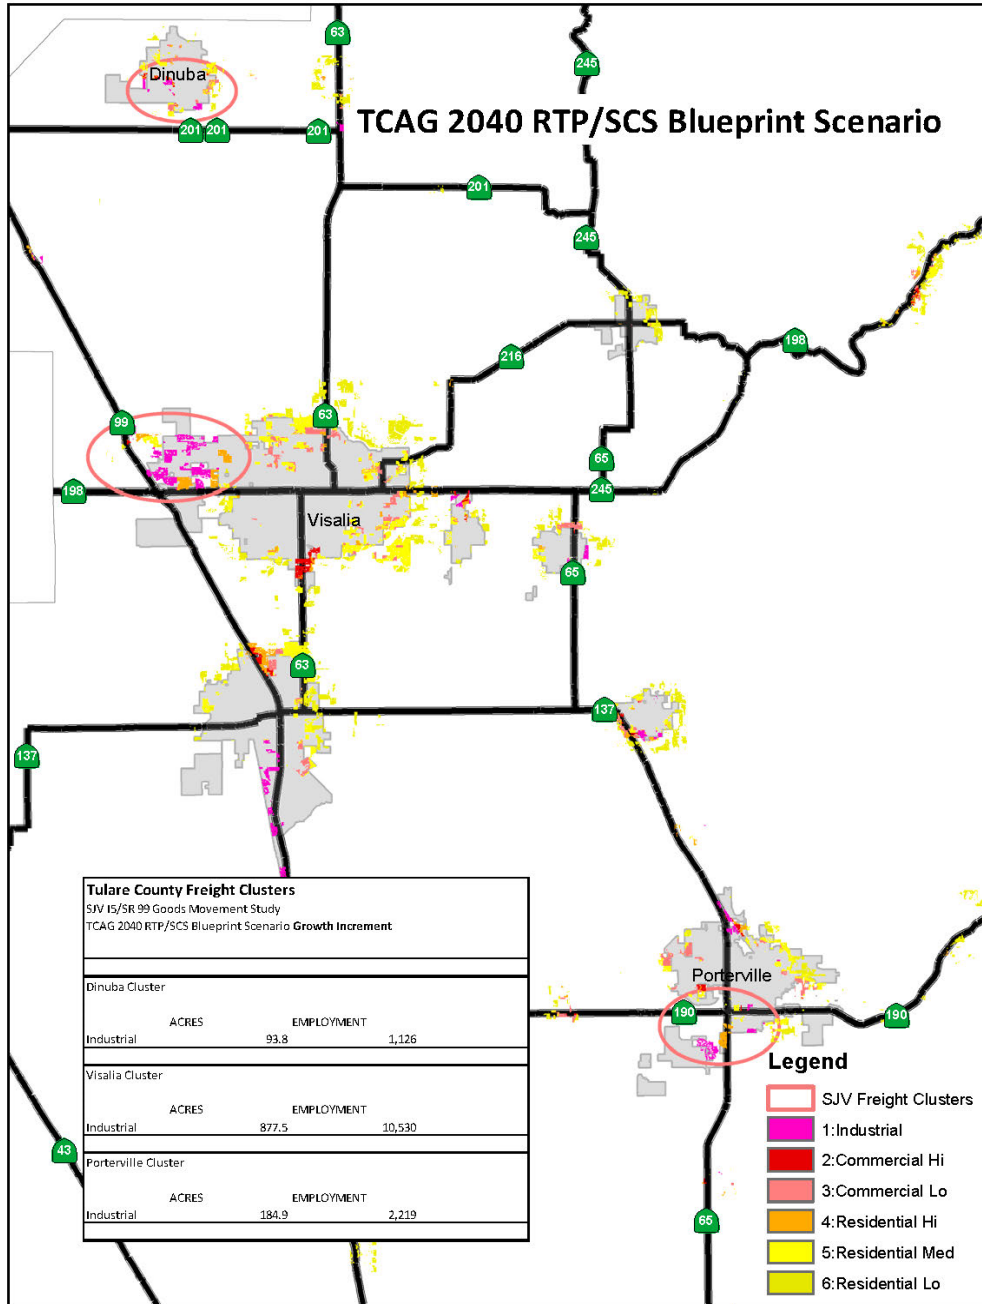 63
Dinuba
245
201 201 201
TCAG 2040 RTP/SCS Blueprint Scenario
201
245
198
216
99
63
65
198
245
Visalia
65
63
137
137
Tulare County Freight Clusters
SJV I5/SR 99 Goods Movement Study
TCAG 2040 RTP/SCS Blueprint Scenario Growth Increment
Dinuba Cluster
ACRES EMPLOYMENT
Industrial 93.8 1,126
Visalia Cluster
ACRES EMPLOYMENT
Industrial 877.5 10,530
Porterville Cluster
ACRES EMPLOYMENT
Industrial 184.9 2,219
Porterville
190
190
43
65
Legend
SJV Freight Clusters
1:Industrial
2:Commercial Hi
3:Commercial Lo
4:Residential Hi
5:Residential Med
6:Residential Lo